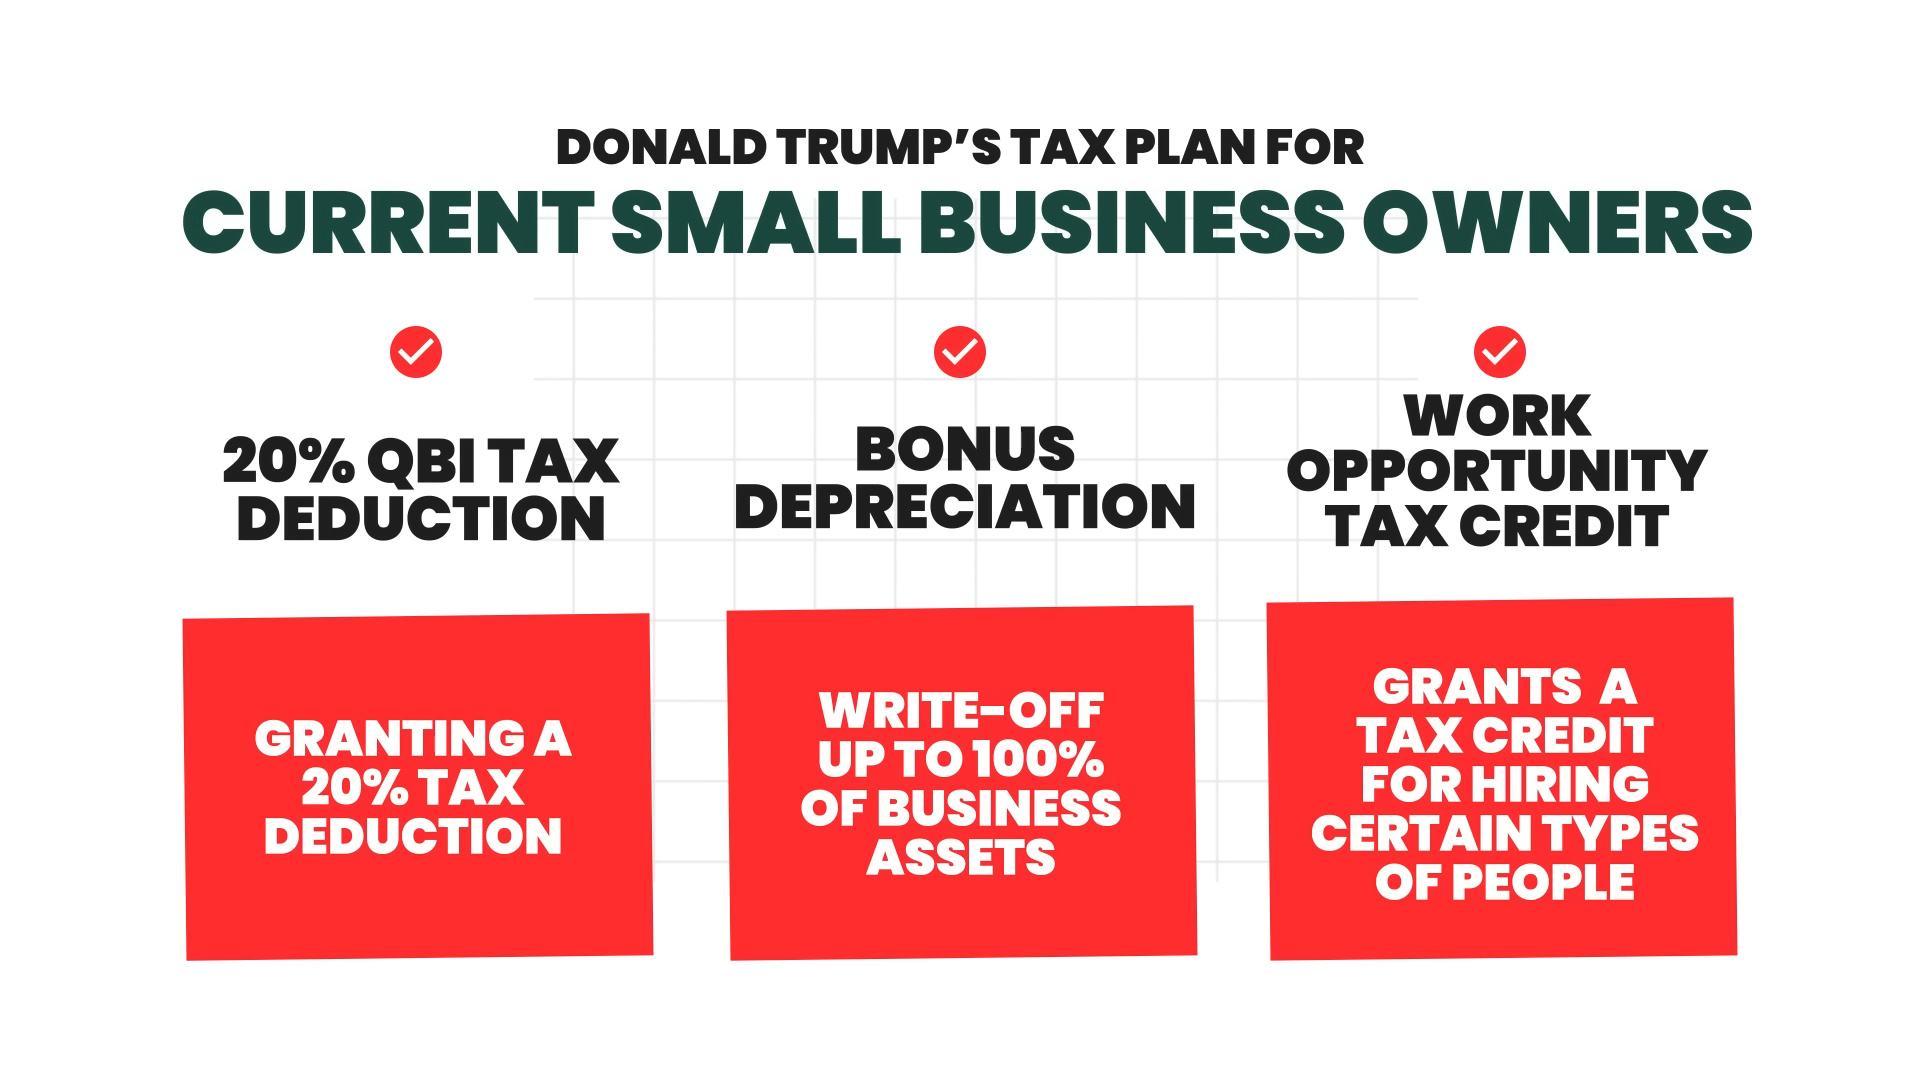 DONALD TRUMP’S TAX PLAN FOR
CURRENT SMALL BUSINESS OWNERS
20% QBI TAX
DEDUCTION
GRANTING A
20% TAX
DEDUCTION
BONUS
DEPRECIATION
WRITE-OFF
UP TO 100%
OF BUSINESS
ASSETS
WORK
OPPORTUNITY
TAX CREDIT
GRANTS A
TAX CREDIT
FOR HIRING
CERTAIN TYPES
OF PEOPLE